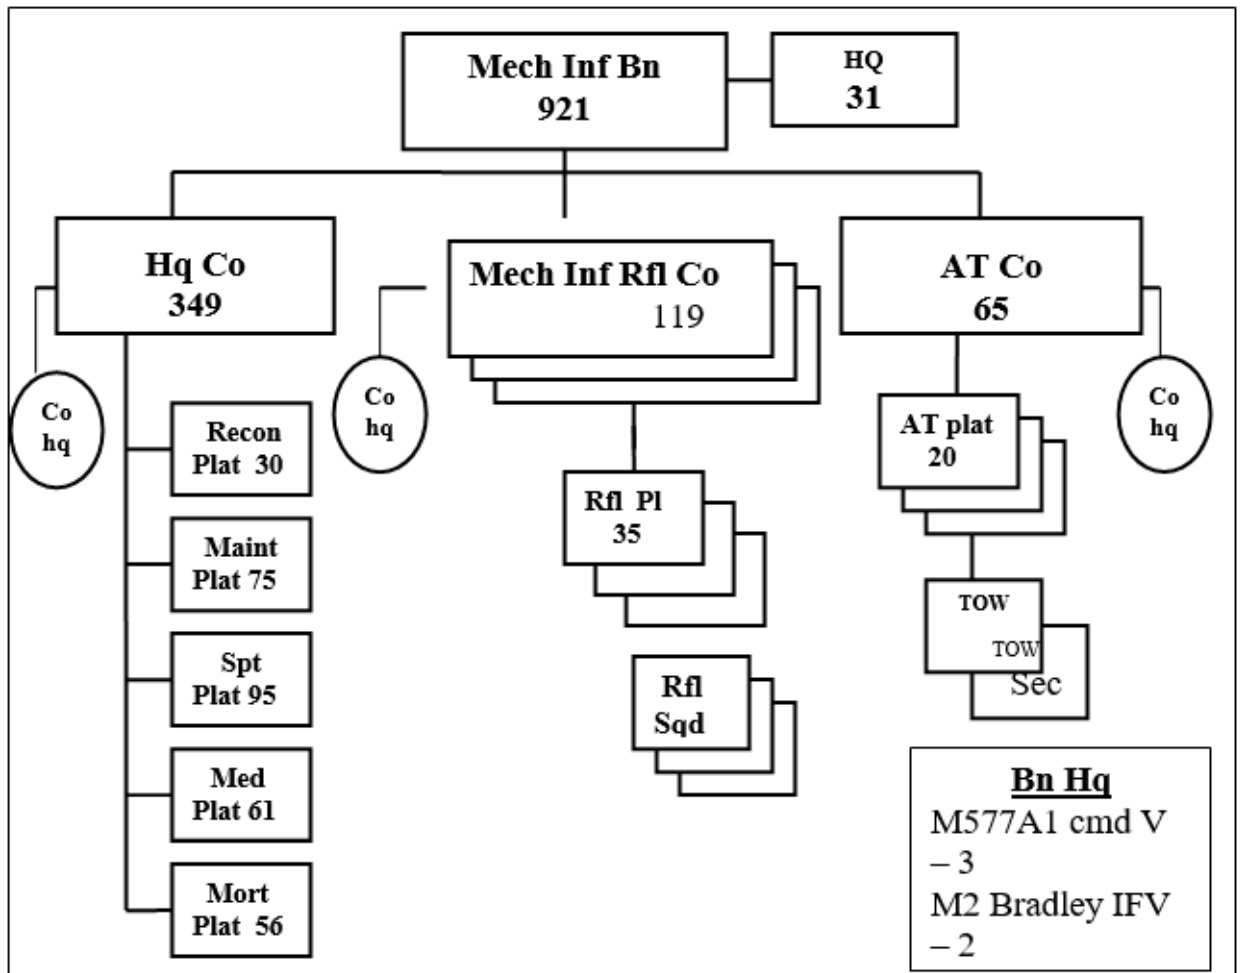 Mech Inf Bn
921
HQ
31
Hq Co
349
Mech Inf Rfl Co
119
AT Co
65
Co
hq
Co
hq
Co
hq
Recon
Plat 30
Maint
Plat 75
Spt
Plat 95
Med
Plat 61
Mort
Plat 56
Rfl Pl
35
Rfl
Sqd
AT plat
20
TOW
TOW
Sec
Bn Hq
M577A1 cmd V
– 3
M2 Bradley IFV
– 2